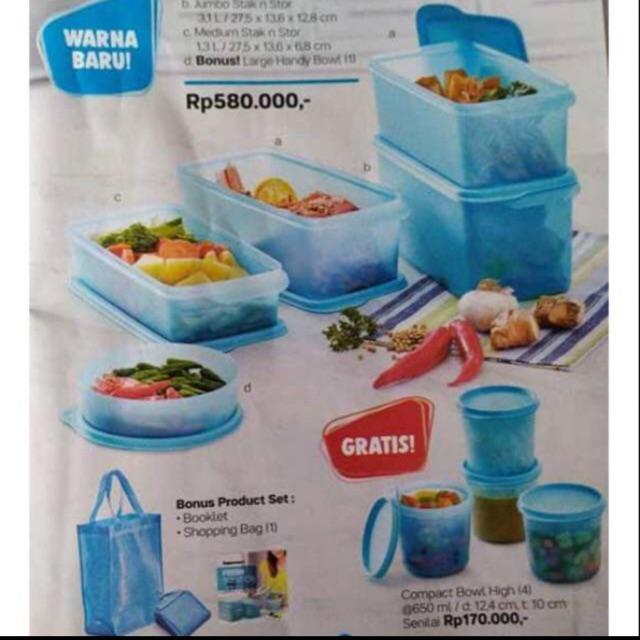 WARNA
BARU!
b. Jumbo Stak n Stor
3,1 L / 27,5 x 13,6 x 12,8 cm
c. Medium Stak n Stor
1,3 L / 27,5 x 13,6 x 6,8 cm
d. Bonus! Large Handy Bowl (1)
Rp580.000,-
a
a
b
c
d
GRATIS!
Bonus Product Set :
• Booklet
• Shopping Bag (1)
FRESH
Compact Bowl High (4)
@650 ml / d: 12,4 cm, t: 10 cm
Senilai Rp170.000,-